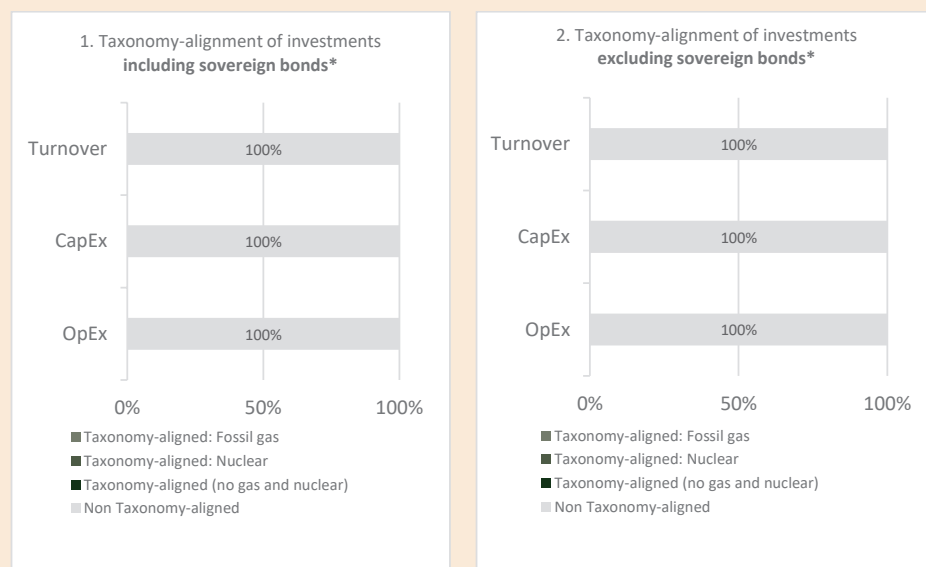 1. Taxonomy-alignment of investments
including sovereign bonds*
Turnover
100%
CapEx
100%
OpEx
100%
0% 50% 100%
Taxonomy-aligned: Fossil gas
Taxonomy-aligned: Nuclear
Taxonomy-aligned (no gas and nuclear)
Non Taxonomy-aligned
2. Taxonomy-alignment of investments
excluding sovereign bonds*
Turnover
100%
CapEx
100%
OpEx
100%
0% 50% 100%
Taxonomy-aligned: Fossil gas
Taxonomy-aligned: Nuclear
Taxonomy-aligned (no gas and nuclear)
Non Taxonomy-aligned